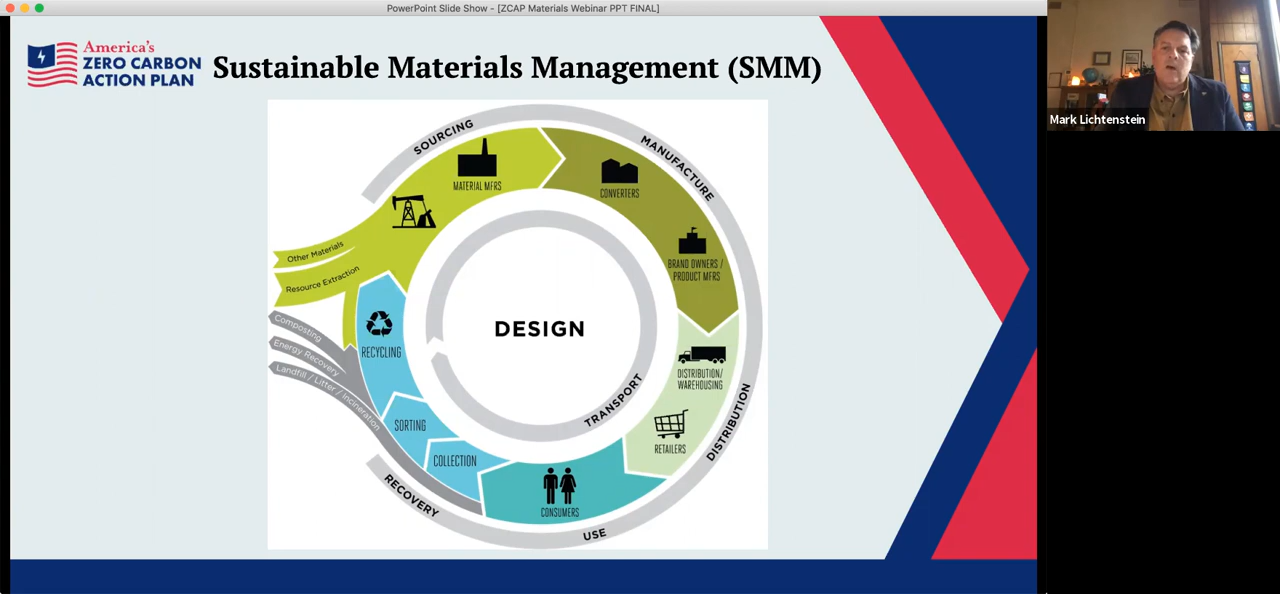 PowerPoint Slide Show - [ZCAP Materials Webinar PPT FINAL]
America's
ZERO CARBON
ACTION PLAN
Sustainable Materials Management (SMM)
Mark Lichtenstein
SOURCING
MATERIAL MFRS
MANUFACTURE
CONVERTERS
BRAND OWNERS /
PRODUCT MFRS
Other Materials
Resource Extraction
Composting
Energy Recovery
Landfill / Litter / Incineration
RECYCLING
DESIGN
DISTRIBUTION/
WAREHOUSING
TRANSPORT
DISTRIBUTION
SORTING
RETAILERS
COLLECTION
RECOVERY
CONSUMERS
USE